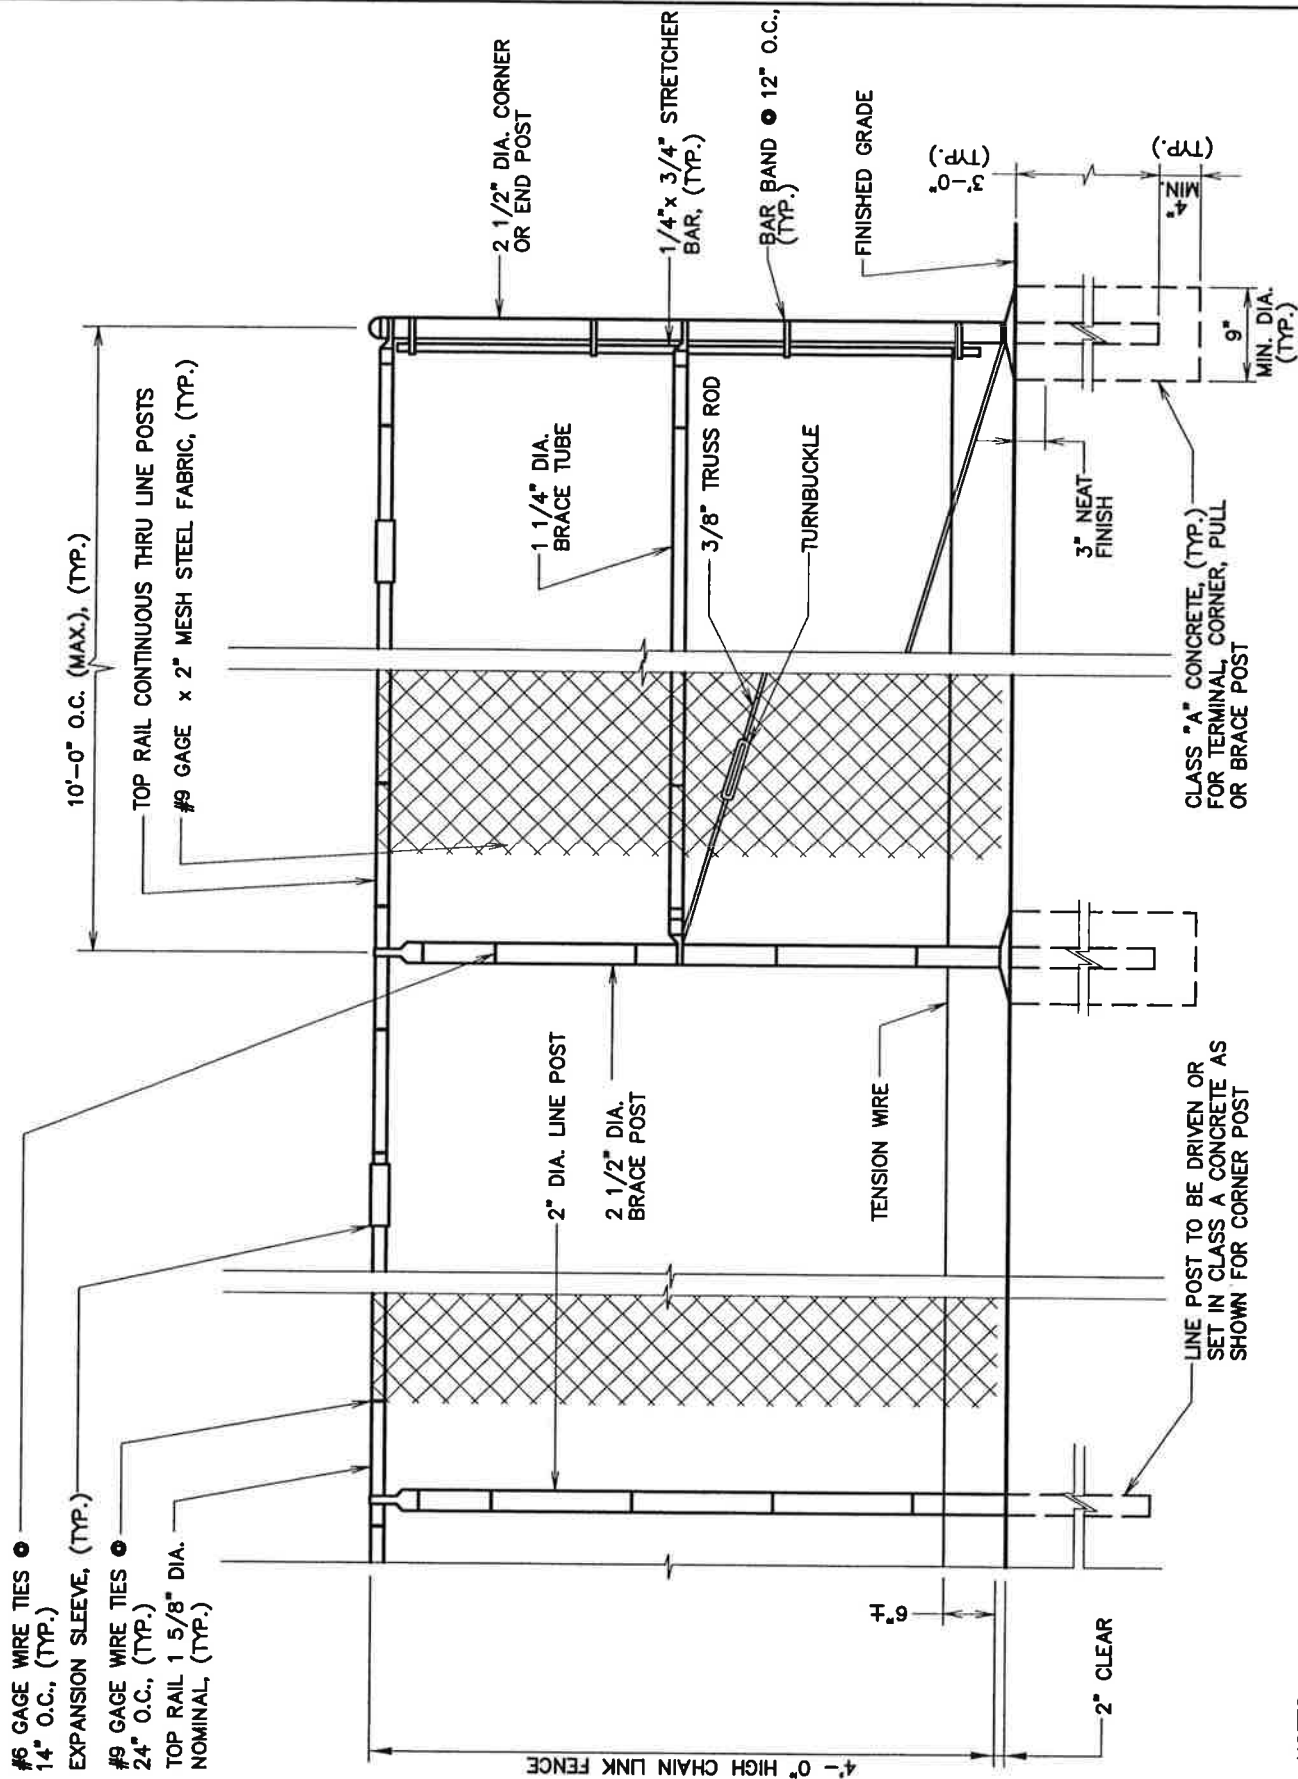 #6 GAGE WIRE TIES @
14" O.C., (TYP.)
EXPANSION SLEEVE, (TYP.)
#9 GAGE WIRE TIES @
24" O.C., (TYP.)
TOP RAIL 1 5/8" DIA.
NOMINAL, (TYP.)
10'-0" O.C. (MAX.), (TYP.)
TOP RAIL CONTINUOUS THRU LINE POSTS
#9 GAGE x 2" MESH STEEL FABRIC, (TYP.)
2 1/2" DIA. CORNER
OR END POST
1/4"x 3/4" STRETCHER
BAR, (TYP.)
BAR BAND @ 12" O.C.,
(TYP.)
FINISHED GRADE
1 1/4" DIA.
BRACE TUBE
3/8" TRUSS ROD
TURNBUCKLE
2" DIA. LINE POST
2 1/2" DIA.
BRACE POST
TENSION WIRE
3'-0"
(TYP.)
4"
MIN.
(TYP.)
9"
MIN. DIA.
(TYP.)
3" NEAT
FINISH
CLASS "A" CONCRETE, (TYP.)
FOR TERMINAL, CORNER, PULL
OR BRACE POST
LINE POST TO BE DRIVEN OR
SET IN CLASS A CONCRETE AS
SHOWN FOR CORNER POST
4'- 0" HIGH CHAIN LINK FENCE
6"±
2" CLEAR